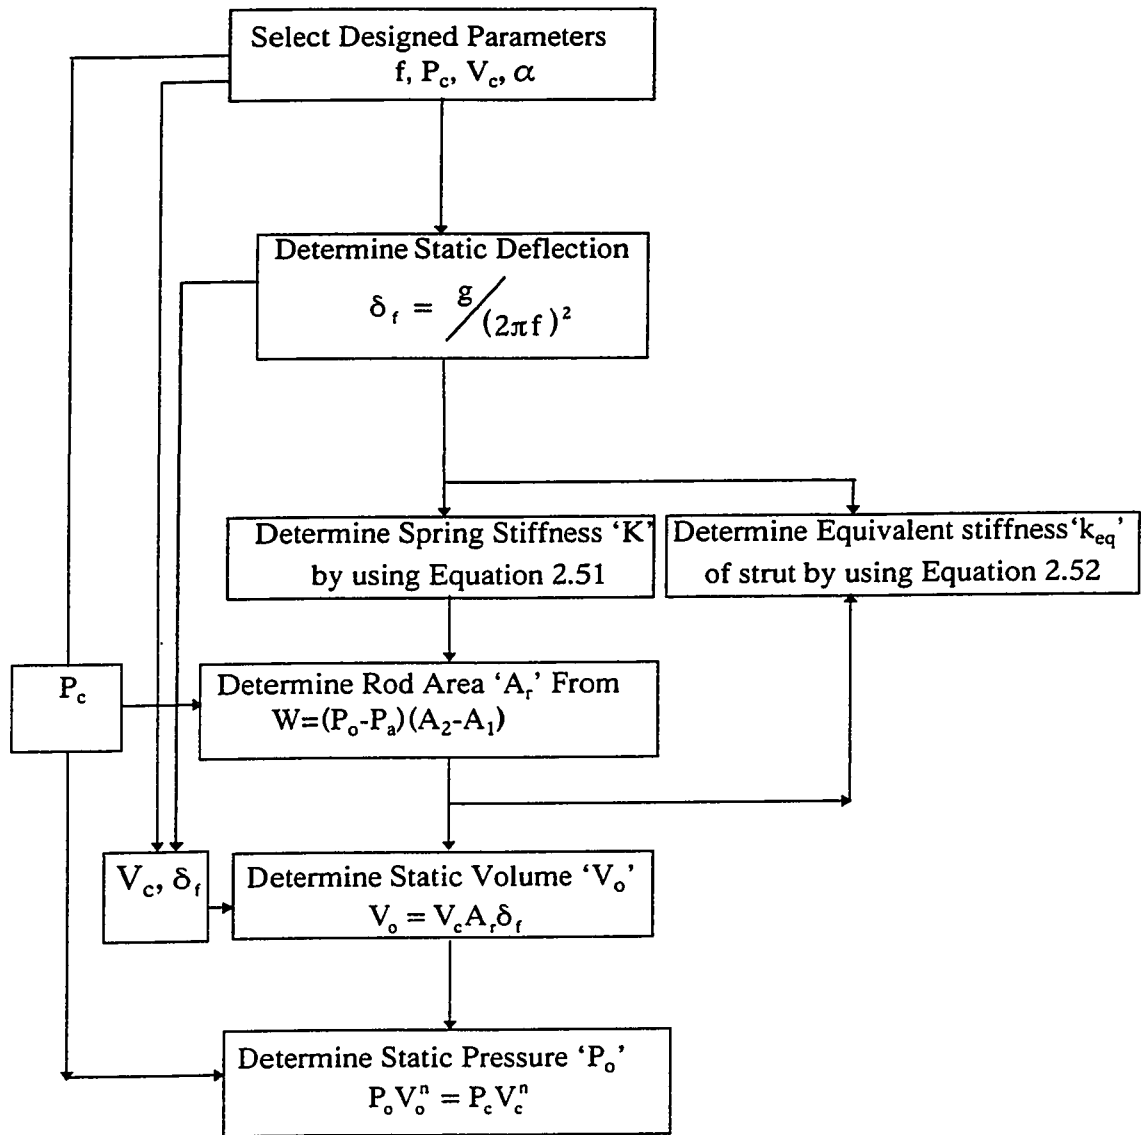 Select Designed Parameters
f, P_c, V_c, α
Determine Static Deflection
δ_f = g/(2πf)²
Determine Spring Stiffness ‘K’
by using Equation 2.51
Determine Equivalent stiffness‘k_eq’
of strut by using Equation 2.52
P_c
Determine Rod Area ‘A_r’ From
W=(P_o-P_a)(A_2-A_1)
V_c, δ_f
Determine Static Volume ‘V_o’
V_o = V_c A_r δ_f
Determine Static Pressure ‘P_o’
P_o V_o^n = P_c V_c^n